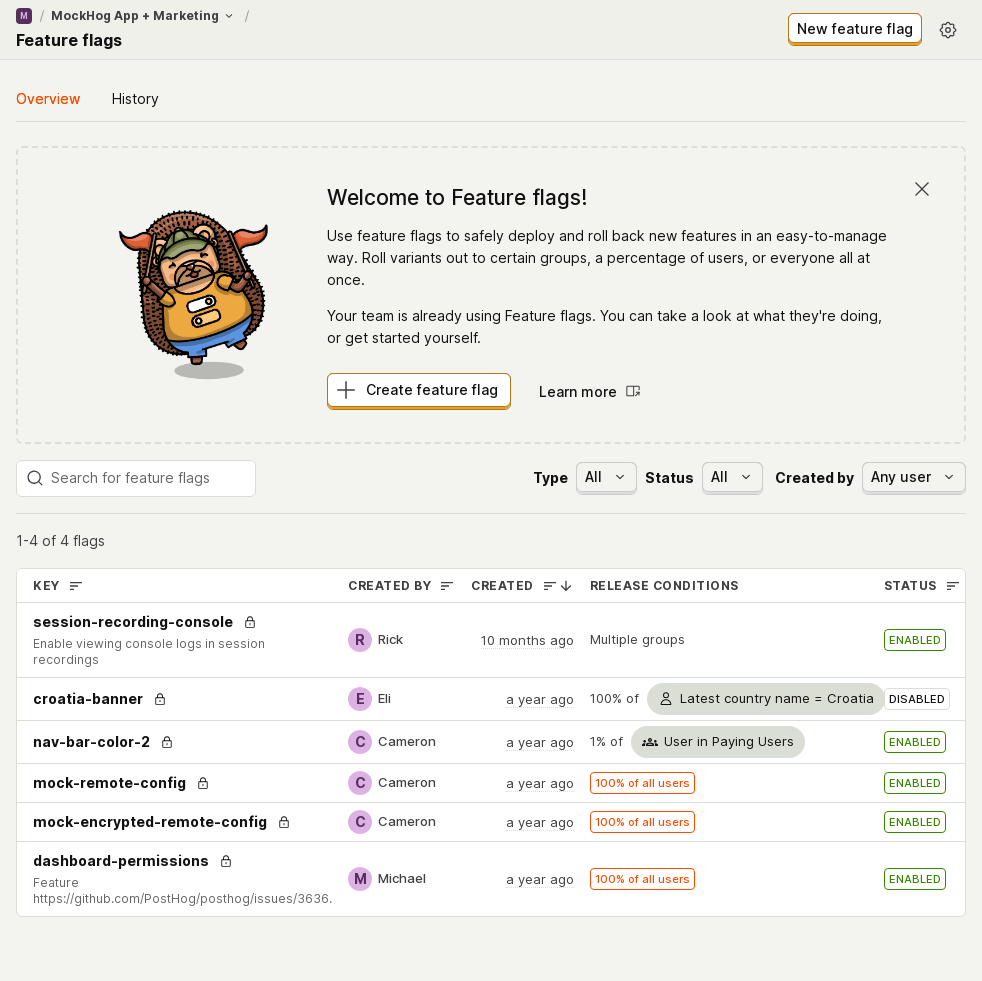 M / MockHog App + Marketing /
Feature flags
New feature flag
Overview History
Welcome to Feature flags!
Use feature flags to safely deploy and roll back new features in an easy-to-manage
way. Roll variants out to certain groups, a percentage of users, or everyone all at
once.
Your team is already using Feature flags. You can take a look at what they're doing,
or get started yourself.
Create feature flag Learn more
Search for feature flags Type All Status All Created by Any user
1-4 of 4 flags
KEY CREATED BY CREATED RELEASE CONDITIONS STATUS
session-recording-console
Enable viewing console logs in session
recordings
R Rick 10 months ago Multiple groups ENABLED
croatia-banner E Eli a year ago 100% of Latest country name = Croatia DISABLED
nav-bar-color-2 C Cameron a year ago 1% of User in Paying Users ENABLED
mock-remote-config C Cameron a year ago 100% of all users ENABLED
mock-encrypted-remote-config C Cameron a year ago 100% of all users ENABLED
dashboard-permissions
Feature
https://github.com/PostHog/posthog/issues/3636.
M Michael a year ago 100% of all users ENABLED